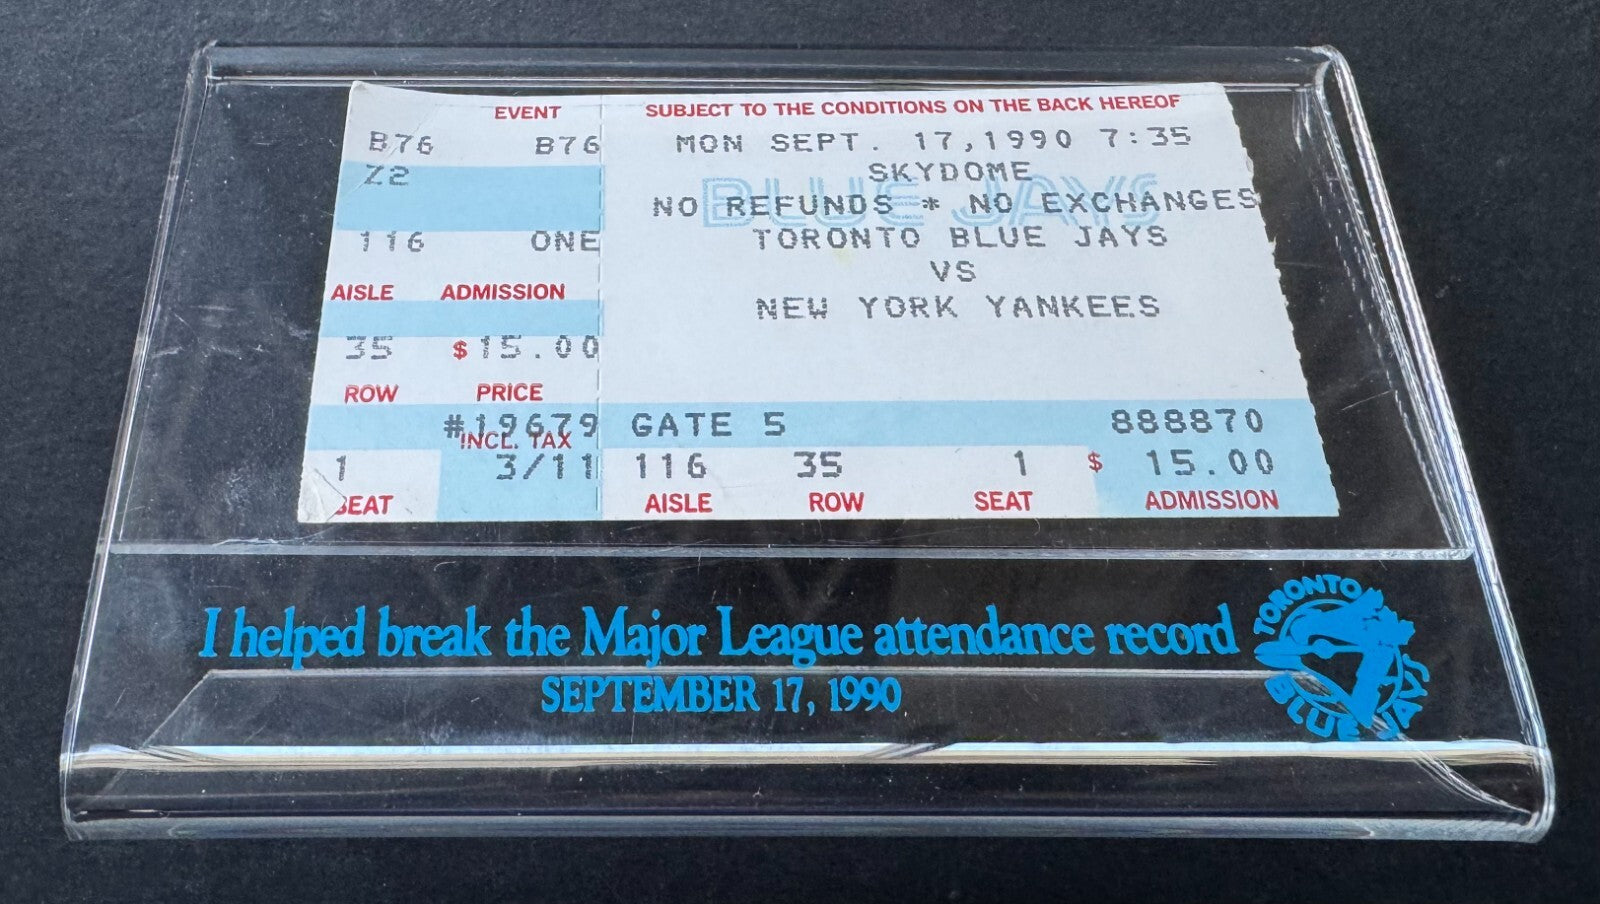 EVENT
B76 B76
Z2
116 ONE
AISLE ADMISSION
35 $15.00
ROW PRICE
#19679
INCL. TAX
1 3/11
SEAT
SUBJECT TO THE CONDITIONS ON THE BACK HEREOF
MON SEPT. 17,1990 7:35
SKYDOME
BLUE JAYS
NO REFUNDS * NO EXCHANGES
TORONTO BLUE JAYS
VS
NEW YORK YANKEES
GATE 5 888870
116 35 1 $ 15.00
AISLE ROW SEAT ADMISSION
I helped break the Major League attendance record
SEPTEMBER 17, 1990
TORONTO
BLUE JAYS